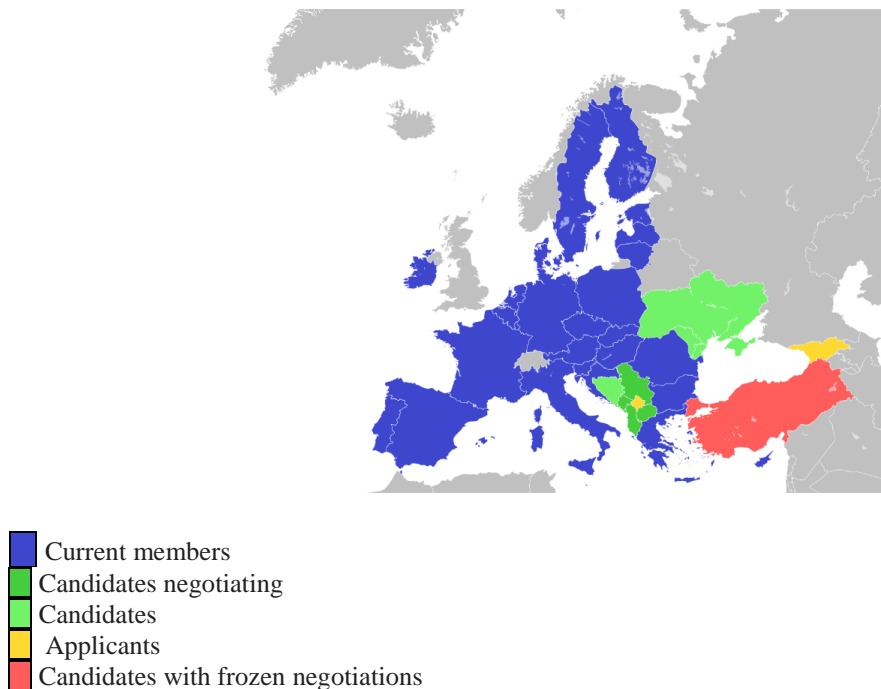 Current members
Candidates negotiating
Candidates
Applicants
Candidates with frozen negotiations